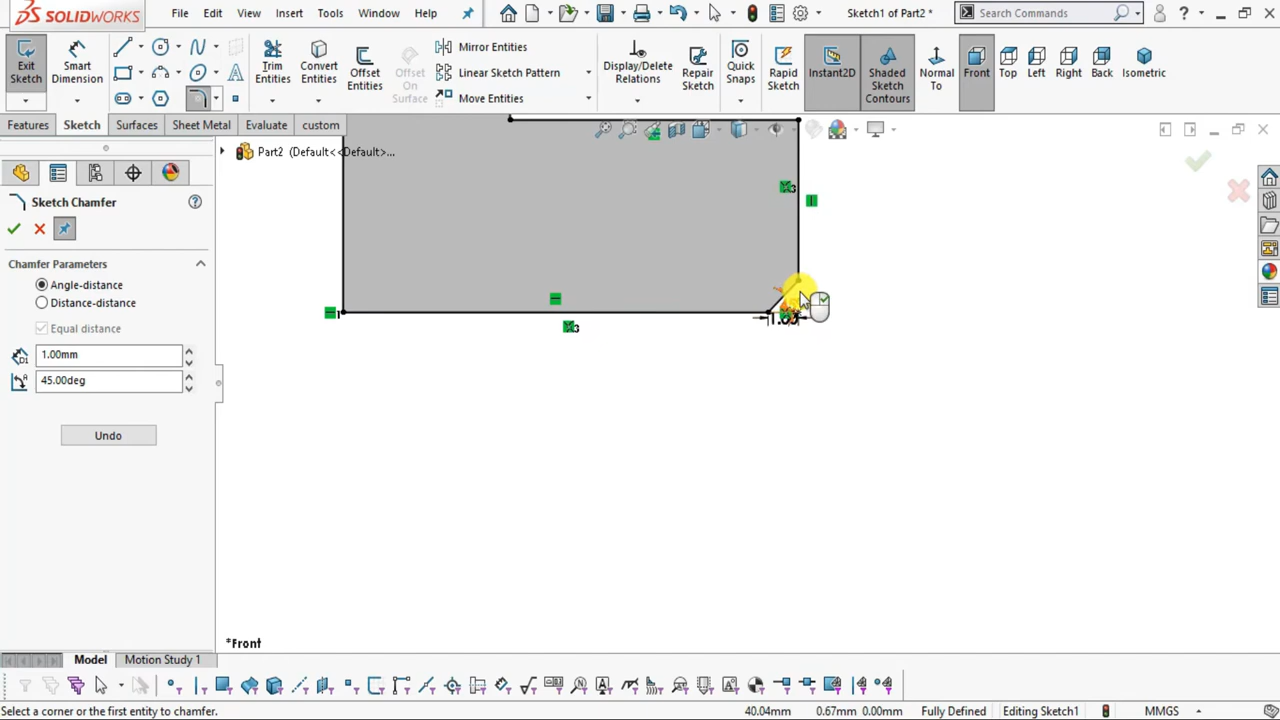 SOLIDWORKS
File Edit View Insert Tools Window Help
Sketch1 of Part2 *
Search Commands
Exit Sketch
Smart Dimension
Trim Entities
Convert Entities
Offset Entities
Offset On Surface
Mirror Entities
Linear Sketch Pattern
Move Entities
Display/Delete Relations
Repair Sketch
Quick Snaps
Rapid Sketch
Instant2D
Shaded Sketch Contours
Normal To
Front
Top
Left
Right
Back
Isometric
Features Sketch Surfaces Sheet Metal Evaluate custom
Part2 (Default<<Default>...
Sketch Chamfer
Chamfer Parameters
Angle-distance
Distance-distance
Equal distance
1.00mm
45.00deg
Undo
3
1
3
*Front
Model Motion Study 1
Select a corner or the first entity to chamfer.
40.04mm 0.67mm 0.00mm Fully Defined Editing Sketch1 MMGS